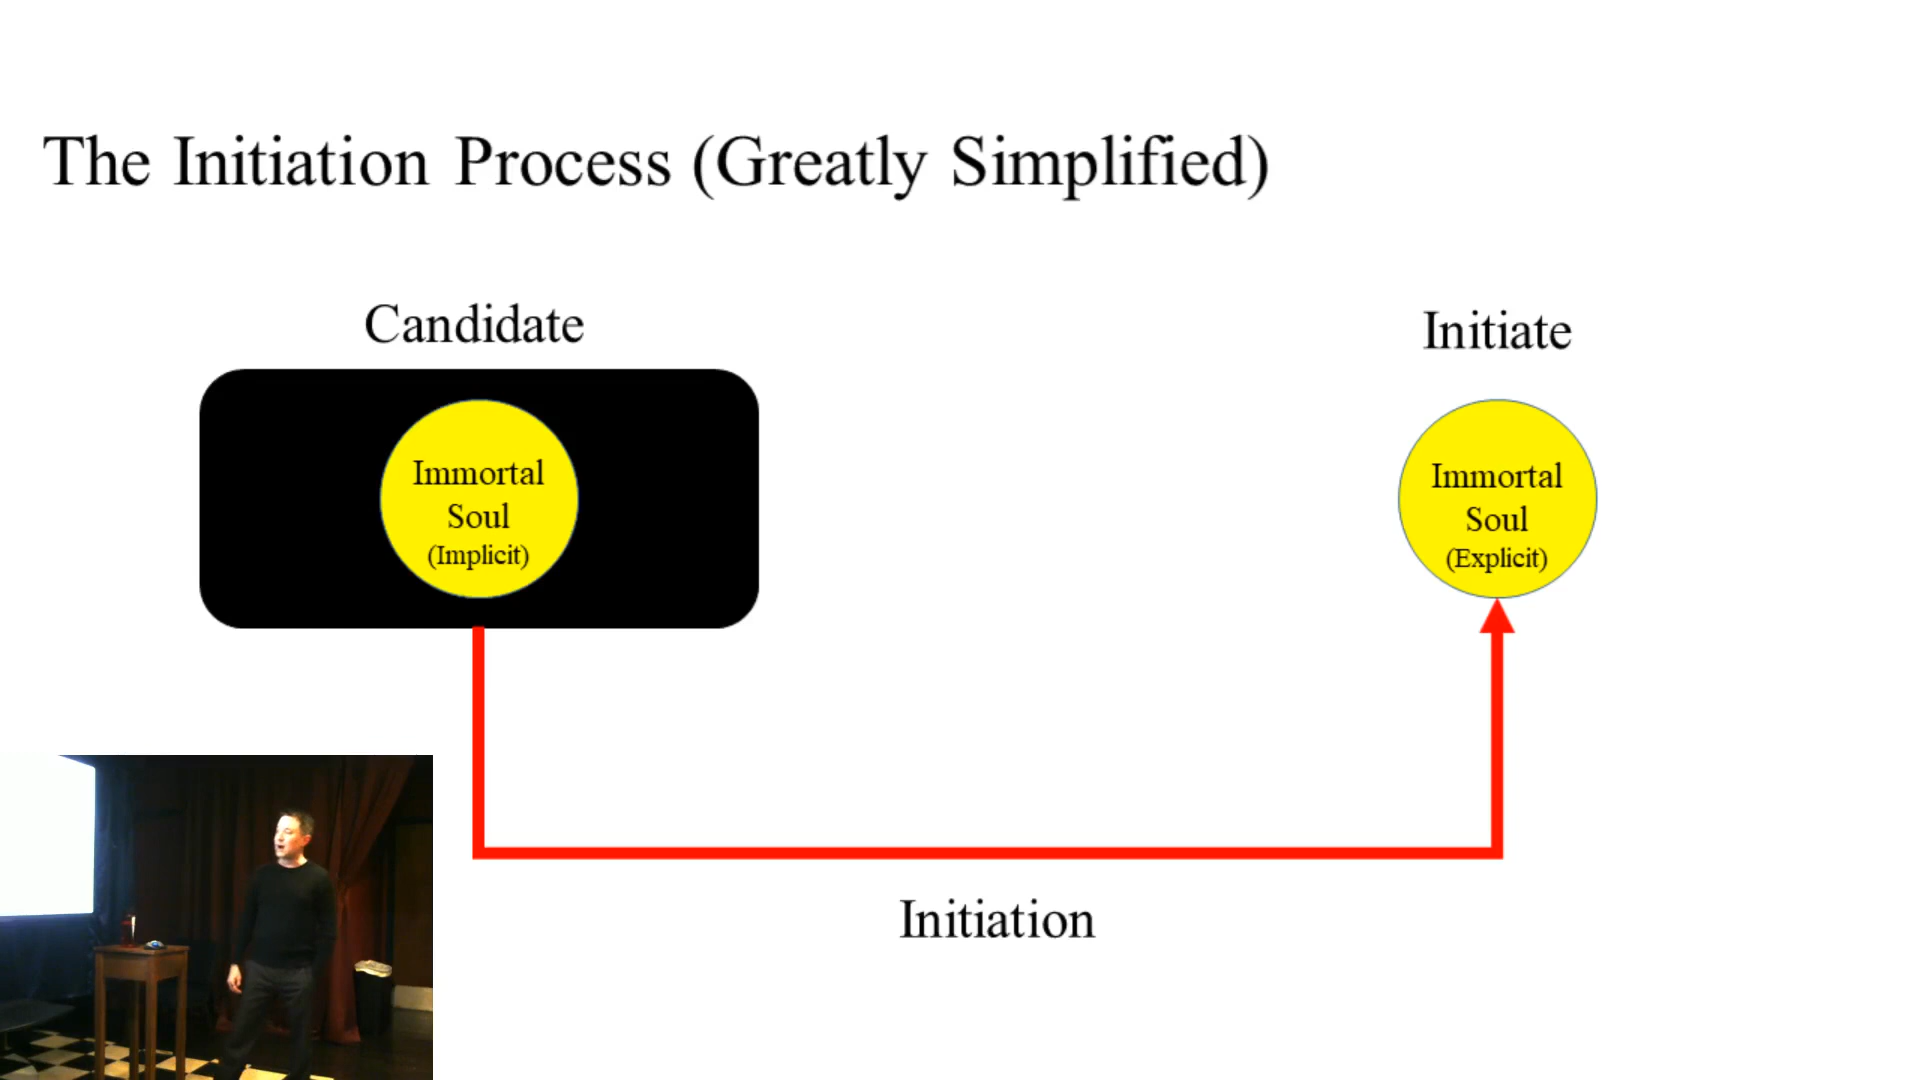 The Initiation Process (Greatly Simplified)
Candidate
Initiate
Immortal
Soul
(Implicit)
Immortal
Soul
(Explicit)
Initiation